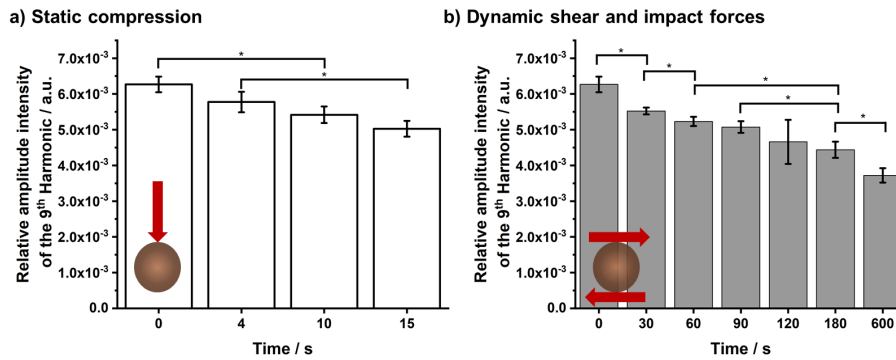 a) Static compression
Relative amplitude intensity
of the 9th Harmonic / a.u.
7.0x10-3
6.0x10-3
5.0x10-3
4.0x10-3
3.0x10-3
2.0x10-3
1.0x10-3
0.0
*
*
0 4 10 15
Time / s
b) Dynamic shear and impact forces
Relative amplitude intensity
of the 9th Harmonic / a.u.
7.0x10-3
6.0x10-3
5.0x10-3
4.0x10-3
3.0x10-3
2.0x10-3
1.0x10-3
0.0
*
*
*
*
*
0 30 60 90 120 180 600
Time / s